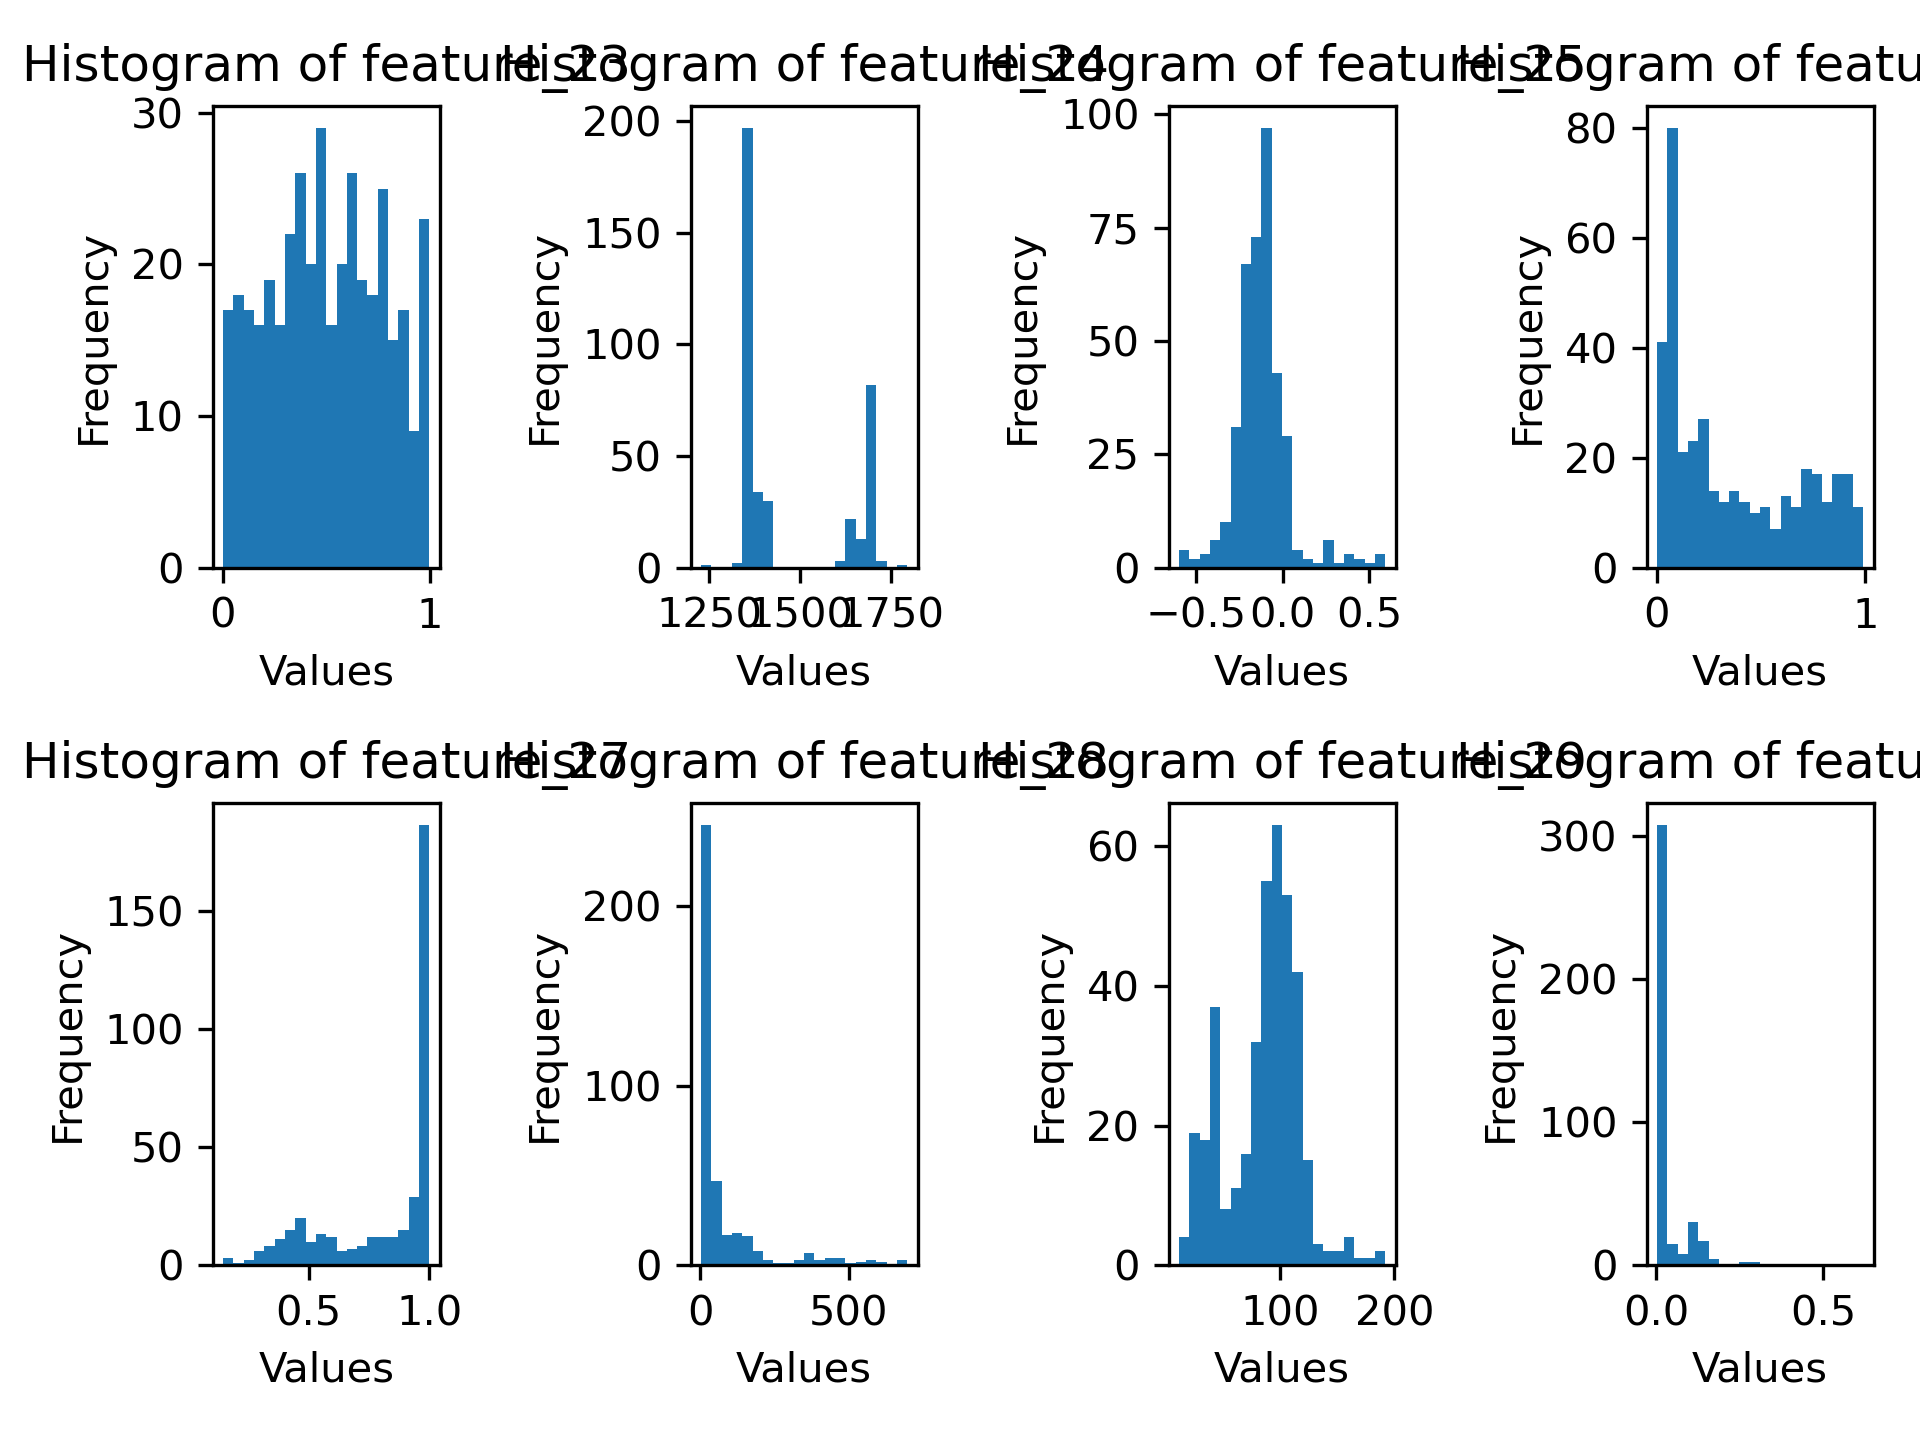 Histogram of feature_23
Histogram of feature_24
Histogram of feature_25
Histogram of featu
30
20
10
0
Frequency
0 1
Values
200
150
100
50
0
Frequency
1250 1500 1750
Values
100
75
50
25
0
Frequency
−0.5 0.0 0.5
Values
80
60
40
20
0
Frequency
0 1
Values
Histogram of feature_27
Histogram of feature_28
Histogram of feature_29
Histogram of featu
150
100
50
0
Frequency
0.5 1.0
Values
200
100
0
Frequency
0 500
Values
60
40
20
0
Frequency
100 200
Values
300
200
100
0
Frequency
0.0 0.5
Values